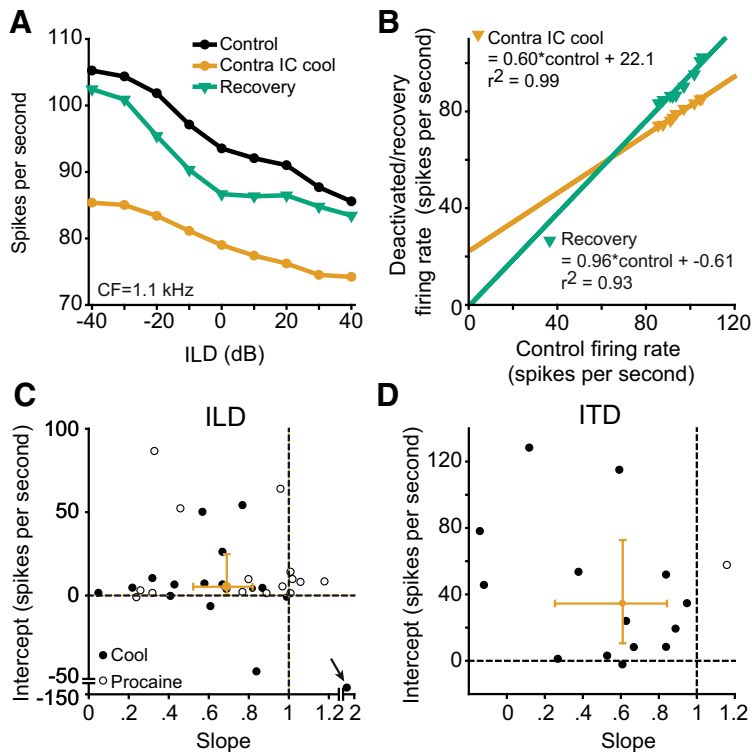 A
110
100
90
80
70
Spikes per second
Control
Contra IC cool
Recovery
CF=1.1 kHz
-40 -20 0 20 40
ILD (dB)
B
Deactivated/recovery
firing rate (spikes per second)
80
40
0
Contra IC cool
= 0.60*control + 22.1
r2 = 0.99
Recovery
= 0.96*control + -0.61
r2 = 0.93
0 40 80 120
Control firing rate
(spikes per second)
C
ILD
Intercept (spikes per second)
100
50
0
-50
-150
Cool
Procaine
0 .2 .4 .6 .8 1 1.2 2
Slope
D
ITD
Intercept (spikes per second)
120
80
40
0
0 .2 .4 .6 .8 1 1.2
Slope